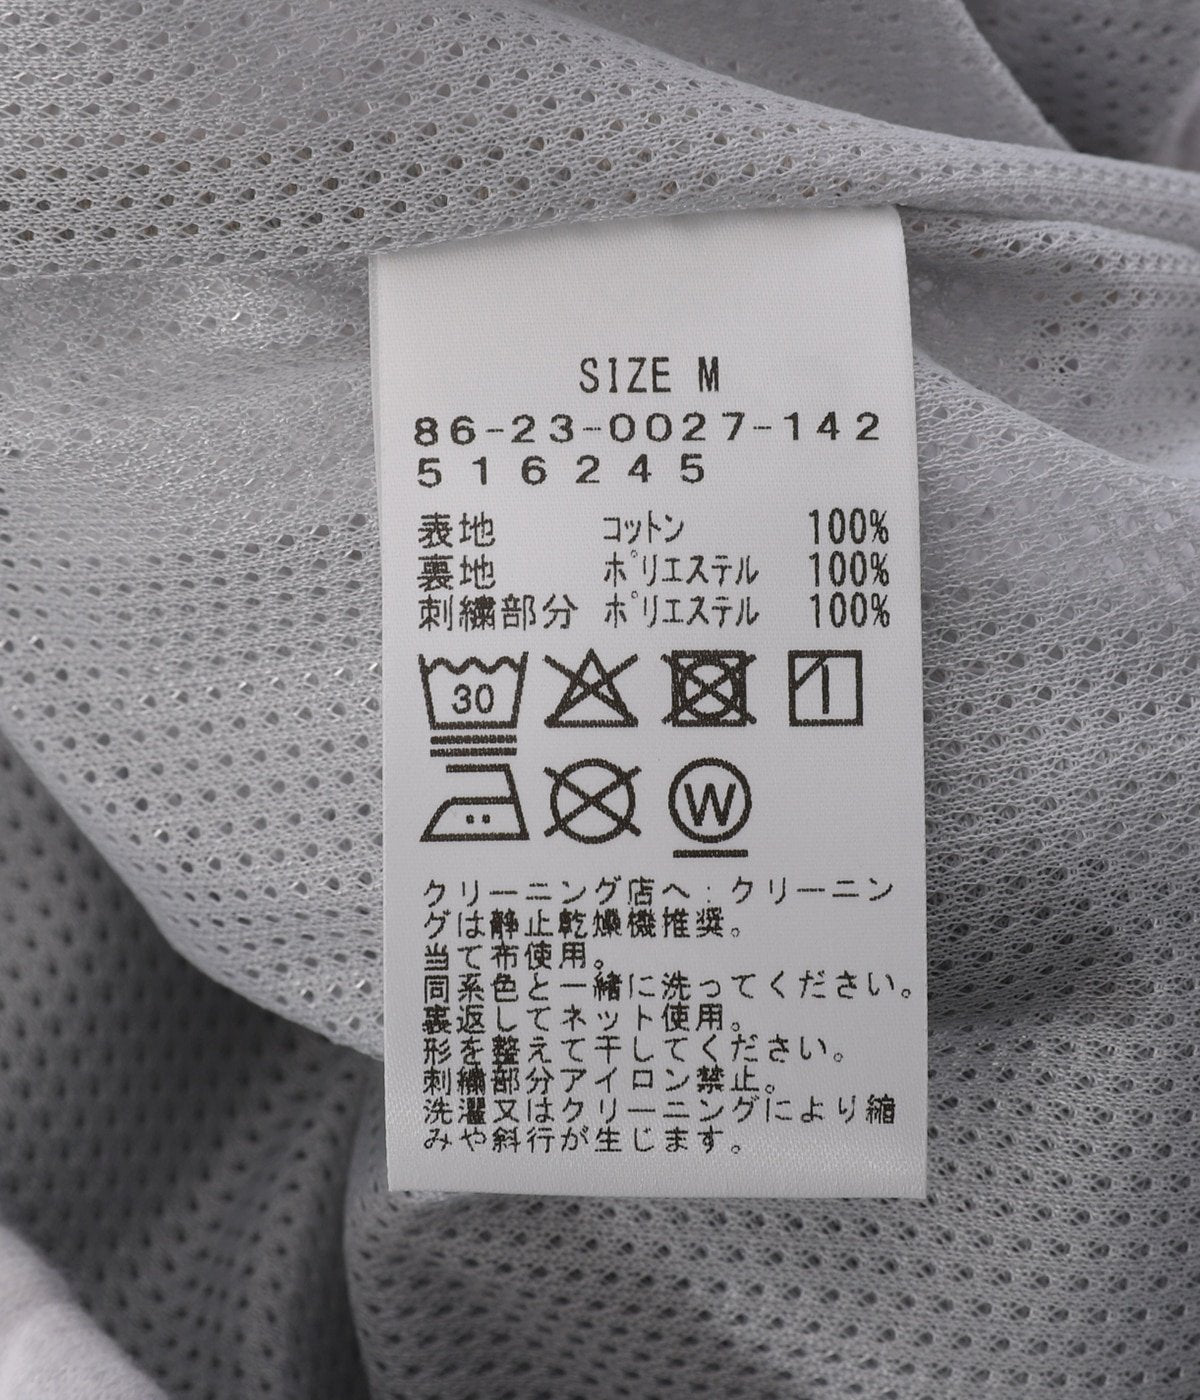 SIZE M
86-23-0027-142
516245
表地 コットン 100%
裏地 ポリエステル 100%
刺繍部分 ポリエステル 100%
30
W
クリーニング店へ:クリーニン
グは静止乾燥機推奨。
当て布使用。
同系色と一緒に洗ってください。
裏返してネット使用。
形を整えて干してください。
刺繍部分アイロン禁止。
洗濯又はクリーニングにより縮
みや斜行が生じます。